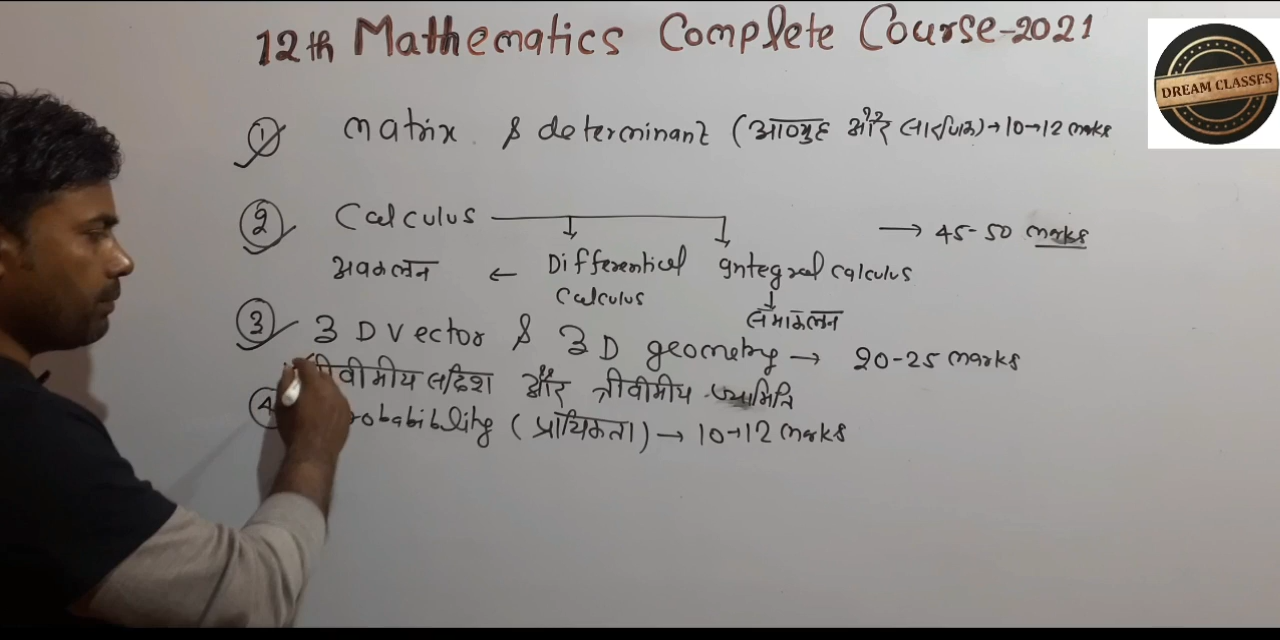 12th Mathematics Complete Course-2021
DREAM CLASSES
1 Matrix & determinant (आव्यूह और सारणिक) → 10→12 marks
2 Calculus → 45-50 marks
अवकलन ← Differential Integral calculus
Calculus
समाकलन
3 3D Vector & 3D geometry → 20-25 marks
सदिश और त्रीवीमीय ज्यामिति
4 (प्रायिकता) → 10→12 marks